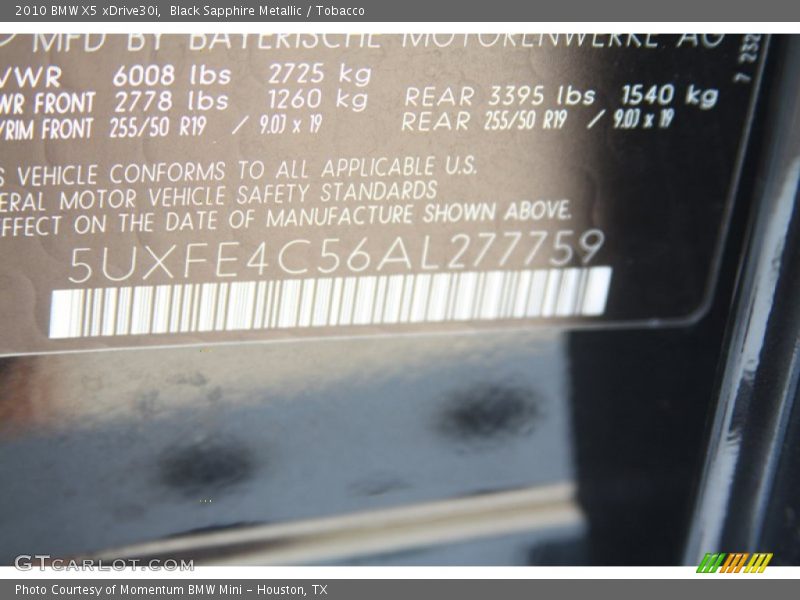 2010 BMW X5 xDrive30i, Black Sapphire Metallic / Tobacco
MFD BY BAYERISCHE MOTORENWERKE AG
VWR 6008 lbs 2725 kg
WR FRONT 2778 lbs 1260 kg REAR 3395 lbs 1540 kg
/RIM FRONT 255/50 R19 / 9.0J x 19 REAR 255/50 R19 / 9.0J x 19
S VEHICLE CONFORMS TO ALL APPLICABLE U.S.
ERAL MOTOR VEHICLE SAFETY STANDARDS
EFFECT ON THE DATE OF MANUFACTURE SHOWN ABOVE.
5UXFE4C56AL277759
GTCARLOT.COM
Photo Courtesy of Momentum BMW Mini - Houston, TX